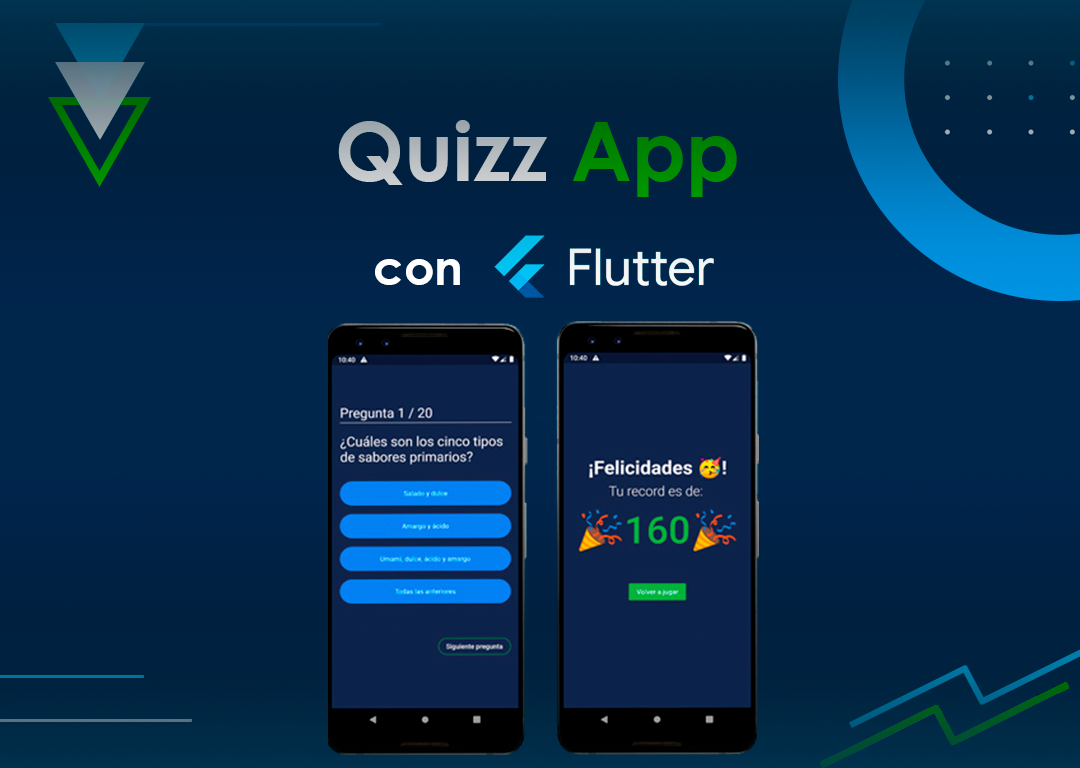 Quizz App
con Flutter
10:40
Pregunta 1 / 20
¿Cuáles son los cinco tipos
de sabores primarios?
Salado y dulce
Amargo y ácido
Umami, dulce, ácido y amargo
Todas las anteriores
Siguiente pregunta
10:40
¡Felicidades 🥳!
Tu record es de:
🎉160🎉
Volver a jugar